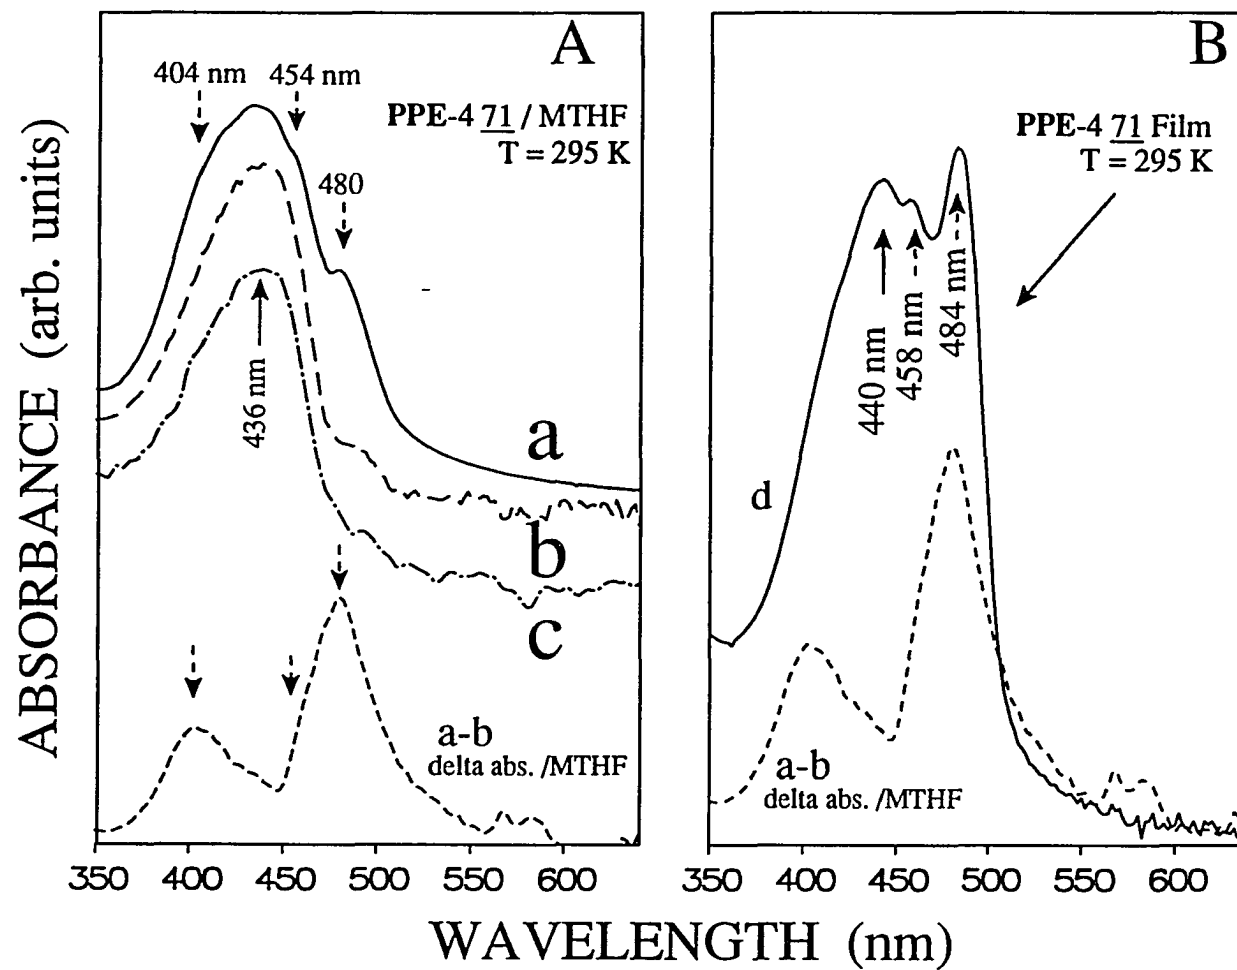 A
404 nm
454 nm
PPE-4 71 / MTHF
T = 295 K
480
436 nm
a
b
c
a-b
delta abs. /MTHF
350 400 450 500 550 600
B
PPE-4 71 Film
T = 295 K
440 nm
458 nm
484 nm
d
a-b
delta abs. /MTHF
350 400 450 500 550 600
ABSORBANCE (arb. units)
WAVELENGTH (nm)